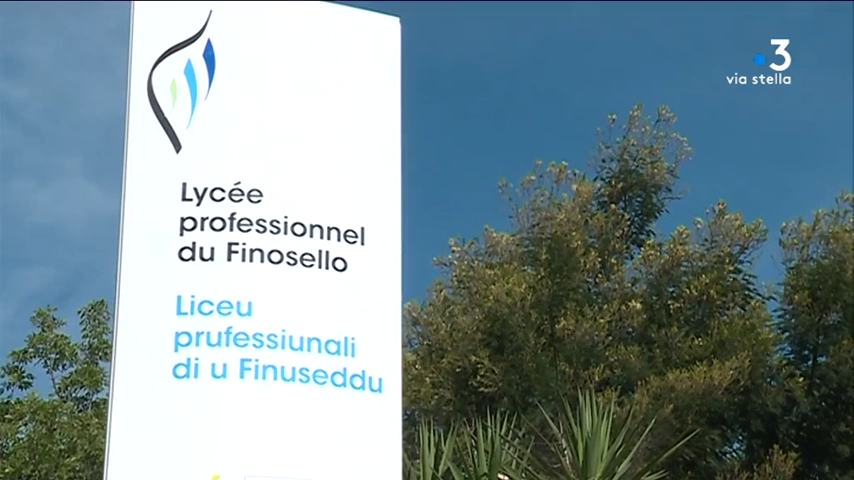 3
via stella
Lycée
professionnel
du Finosello
Liceu
prufessiunali
di u Finuseddu